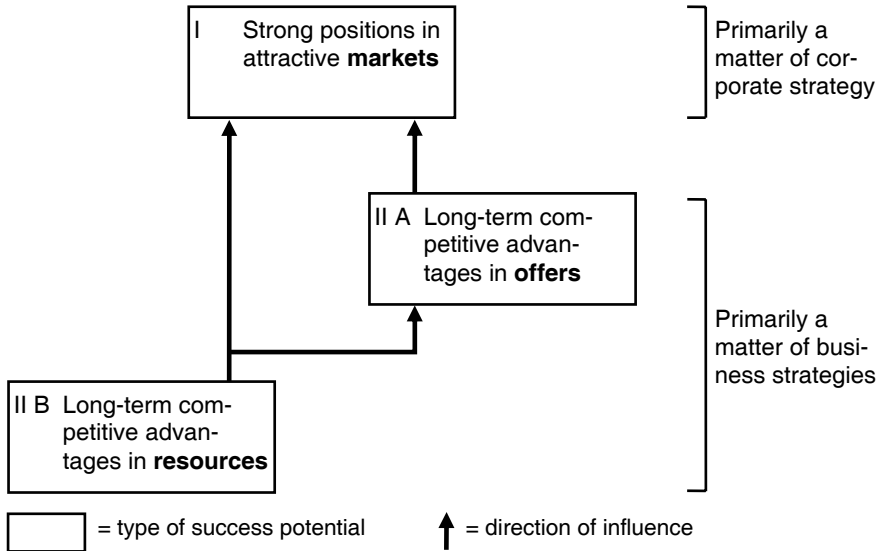 I Strong positions in
attractive markets
Primarily a
matter of cor-
porate strategy
II A Long-term com-
petitive advan-
tages in offers
Primarily a
matter of busi-
ness strategies
II B Long-term com-
petitive advan-
tages in resources
= type of success potential
= direction of influence